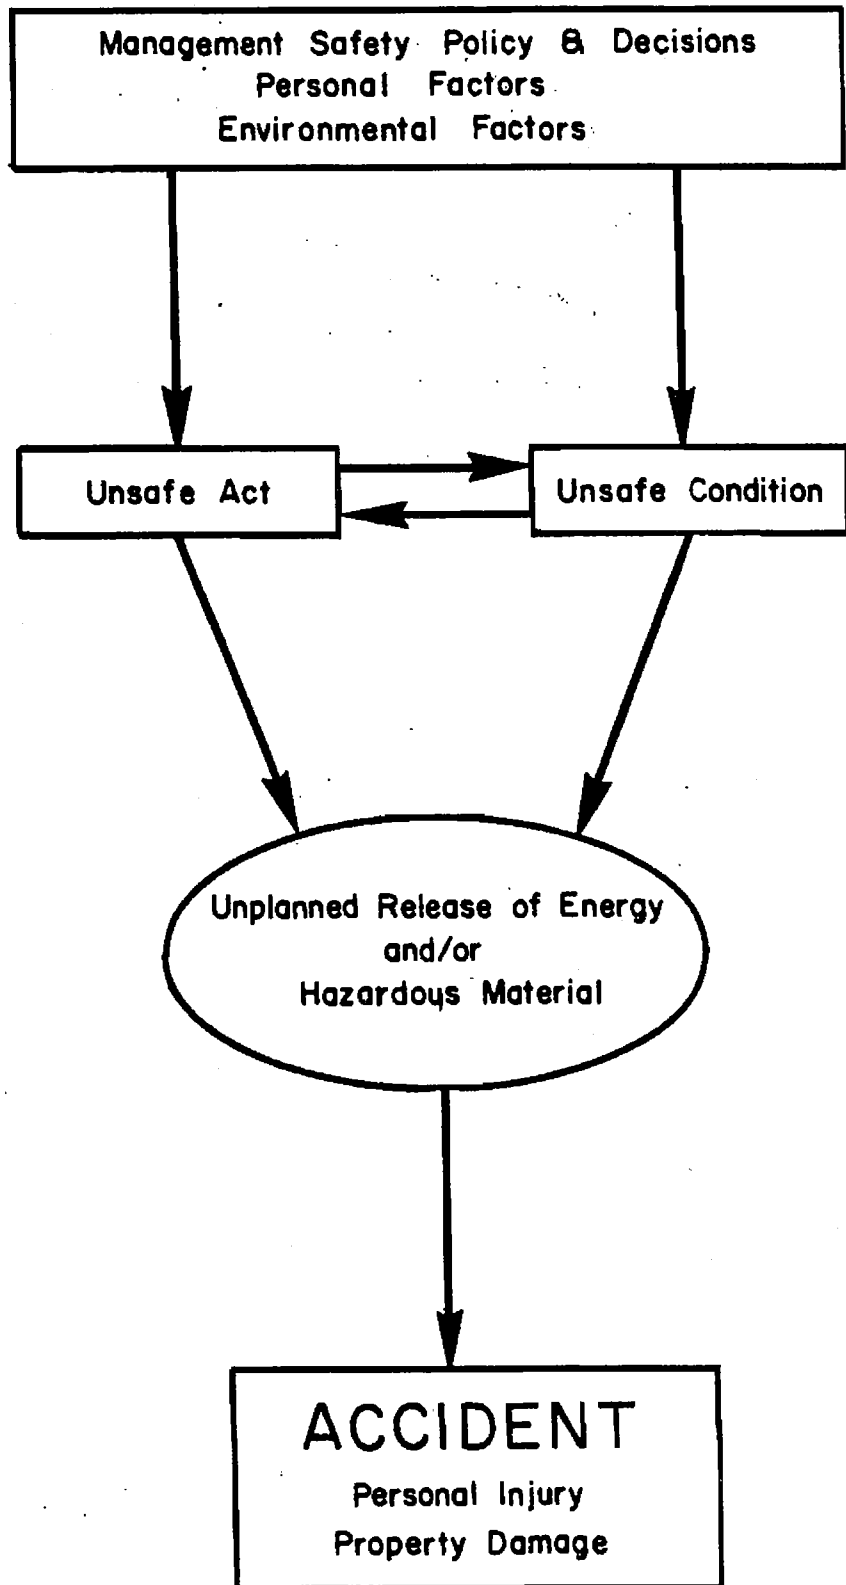 Management Safety Policy & Decisions
Personal Factors
Environmental Factors
Unsafe Act
Unsafe Condition
Unplanned Release of Energy
and/or
Hazardous Material
ACCIDENT
Personal Injury
Property Damage